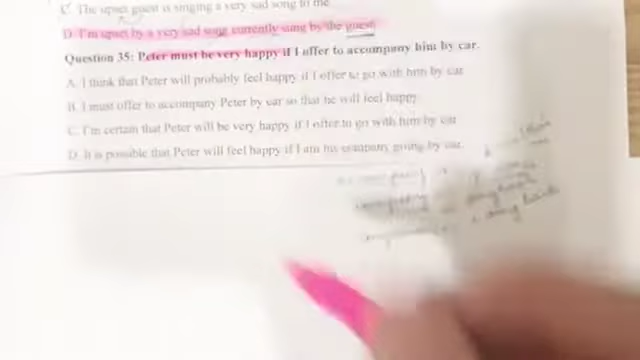 C. The upset guest is singing a very sad song to me.
D. I'm upset by a very sad song currently sung by the guest
Question 35: Peter must be very happy if I offer to accompany him by car.
A. I think that Peter will probably feel happy if I offer to go with him by car
B. I must offer to accompany Peter by car so that he will feel happy
C. I'm certain that Peter will be very happy if I offer to go with him by car
D. It is possible that Peter will feel happy if I am his company going by car.